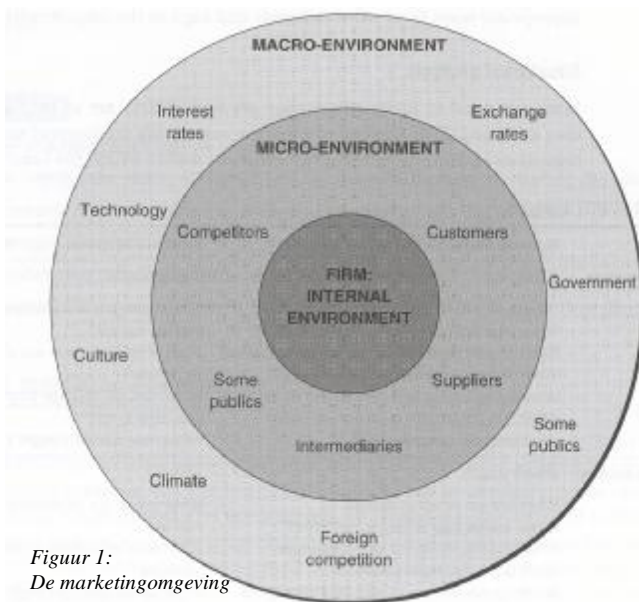 MACRO-ENVIRONMENT
Interest
rates
Exchange
rates
MICRO-ENVIRONMENT
Technology
Competitors
Customers
FIRM:
INTERNAL
ENVIRONMENT
Government
Culture
Some
publics
Suppliers
Some
publics
Intermediaries
Climate
Foreign
competition
Figuur 1:
De marketingomgeving